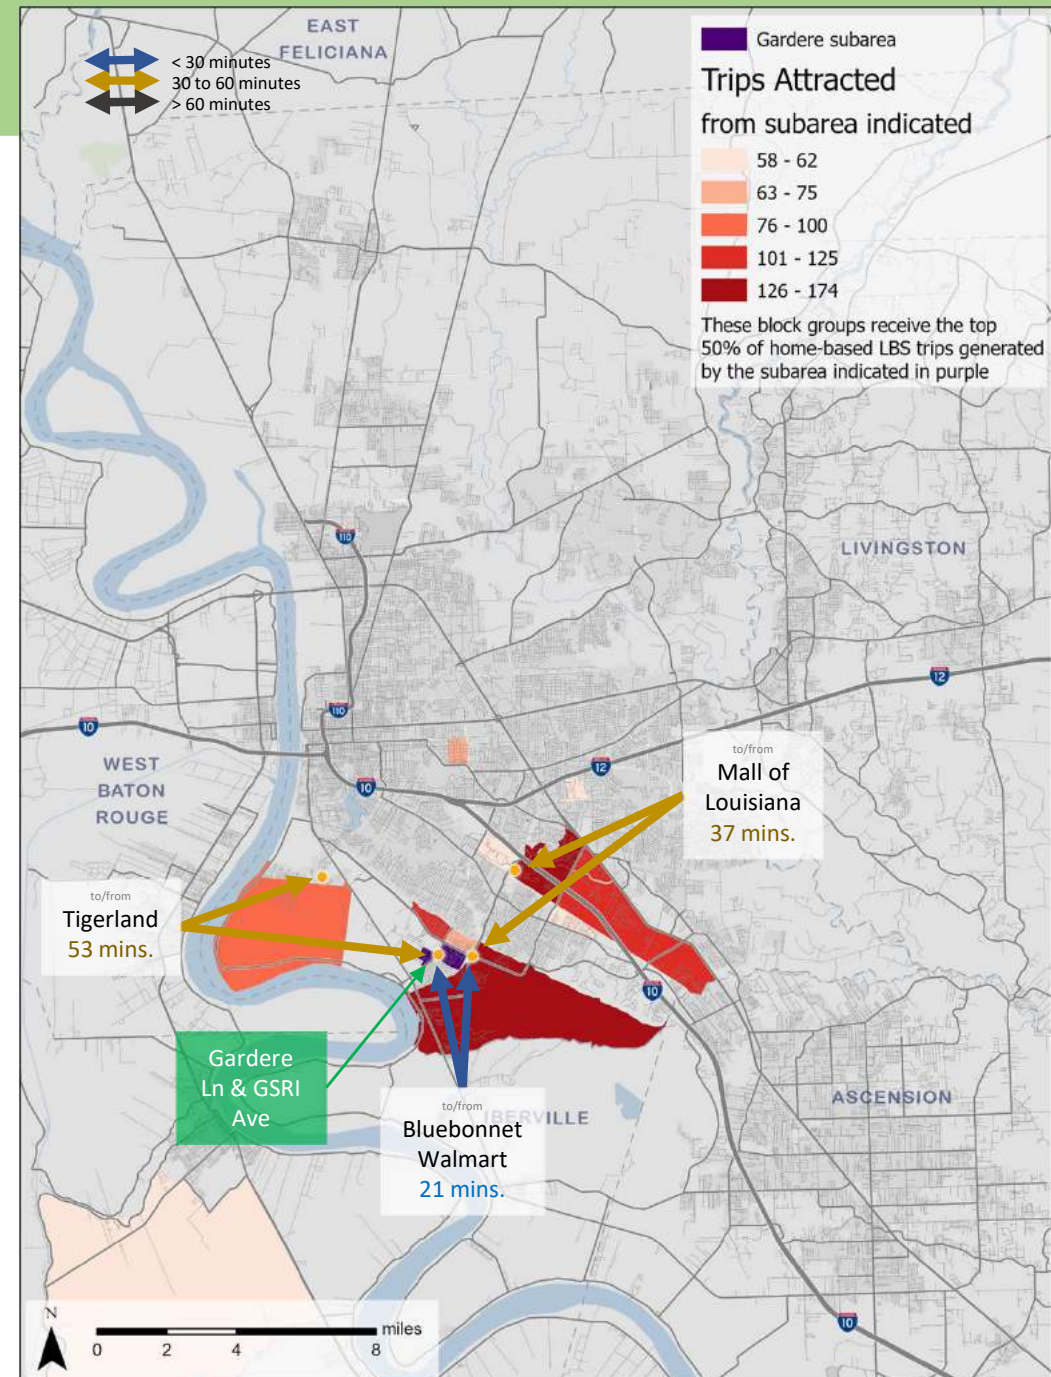 EAST
FELICIANA
< 30 minutes
30 to 60 minutes
> 60 minutes
Gardere subarea
Trips Attracted
from subarea indicated
58 - 62
63 - 75
76 - 100
101 - 125
126 - 174
These block groups receive the top
50% of home-based LBS trips generated
by the subarea indicated in purple
110
LIVINGSTON
12
110
10
WEST
BATON
ROUGE
12
10
to/from
Mall of
Louisiana
37 mins.
to/from
Tigerland
53 mins.
10
Gardere
Ln & GSRI
Ave
to/from
Bluebonnet
Walmart
21 mins.
IBERVILLE
ASCENSION
N
miles
0
2
4
8
10